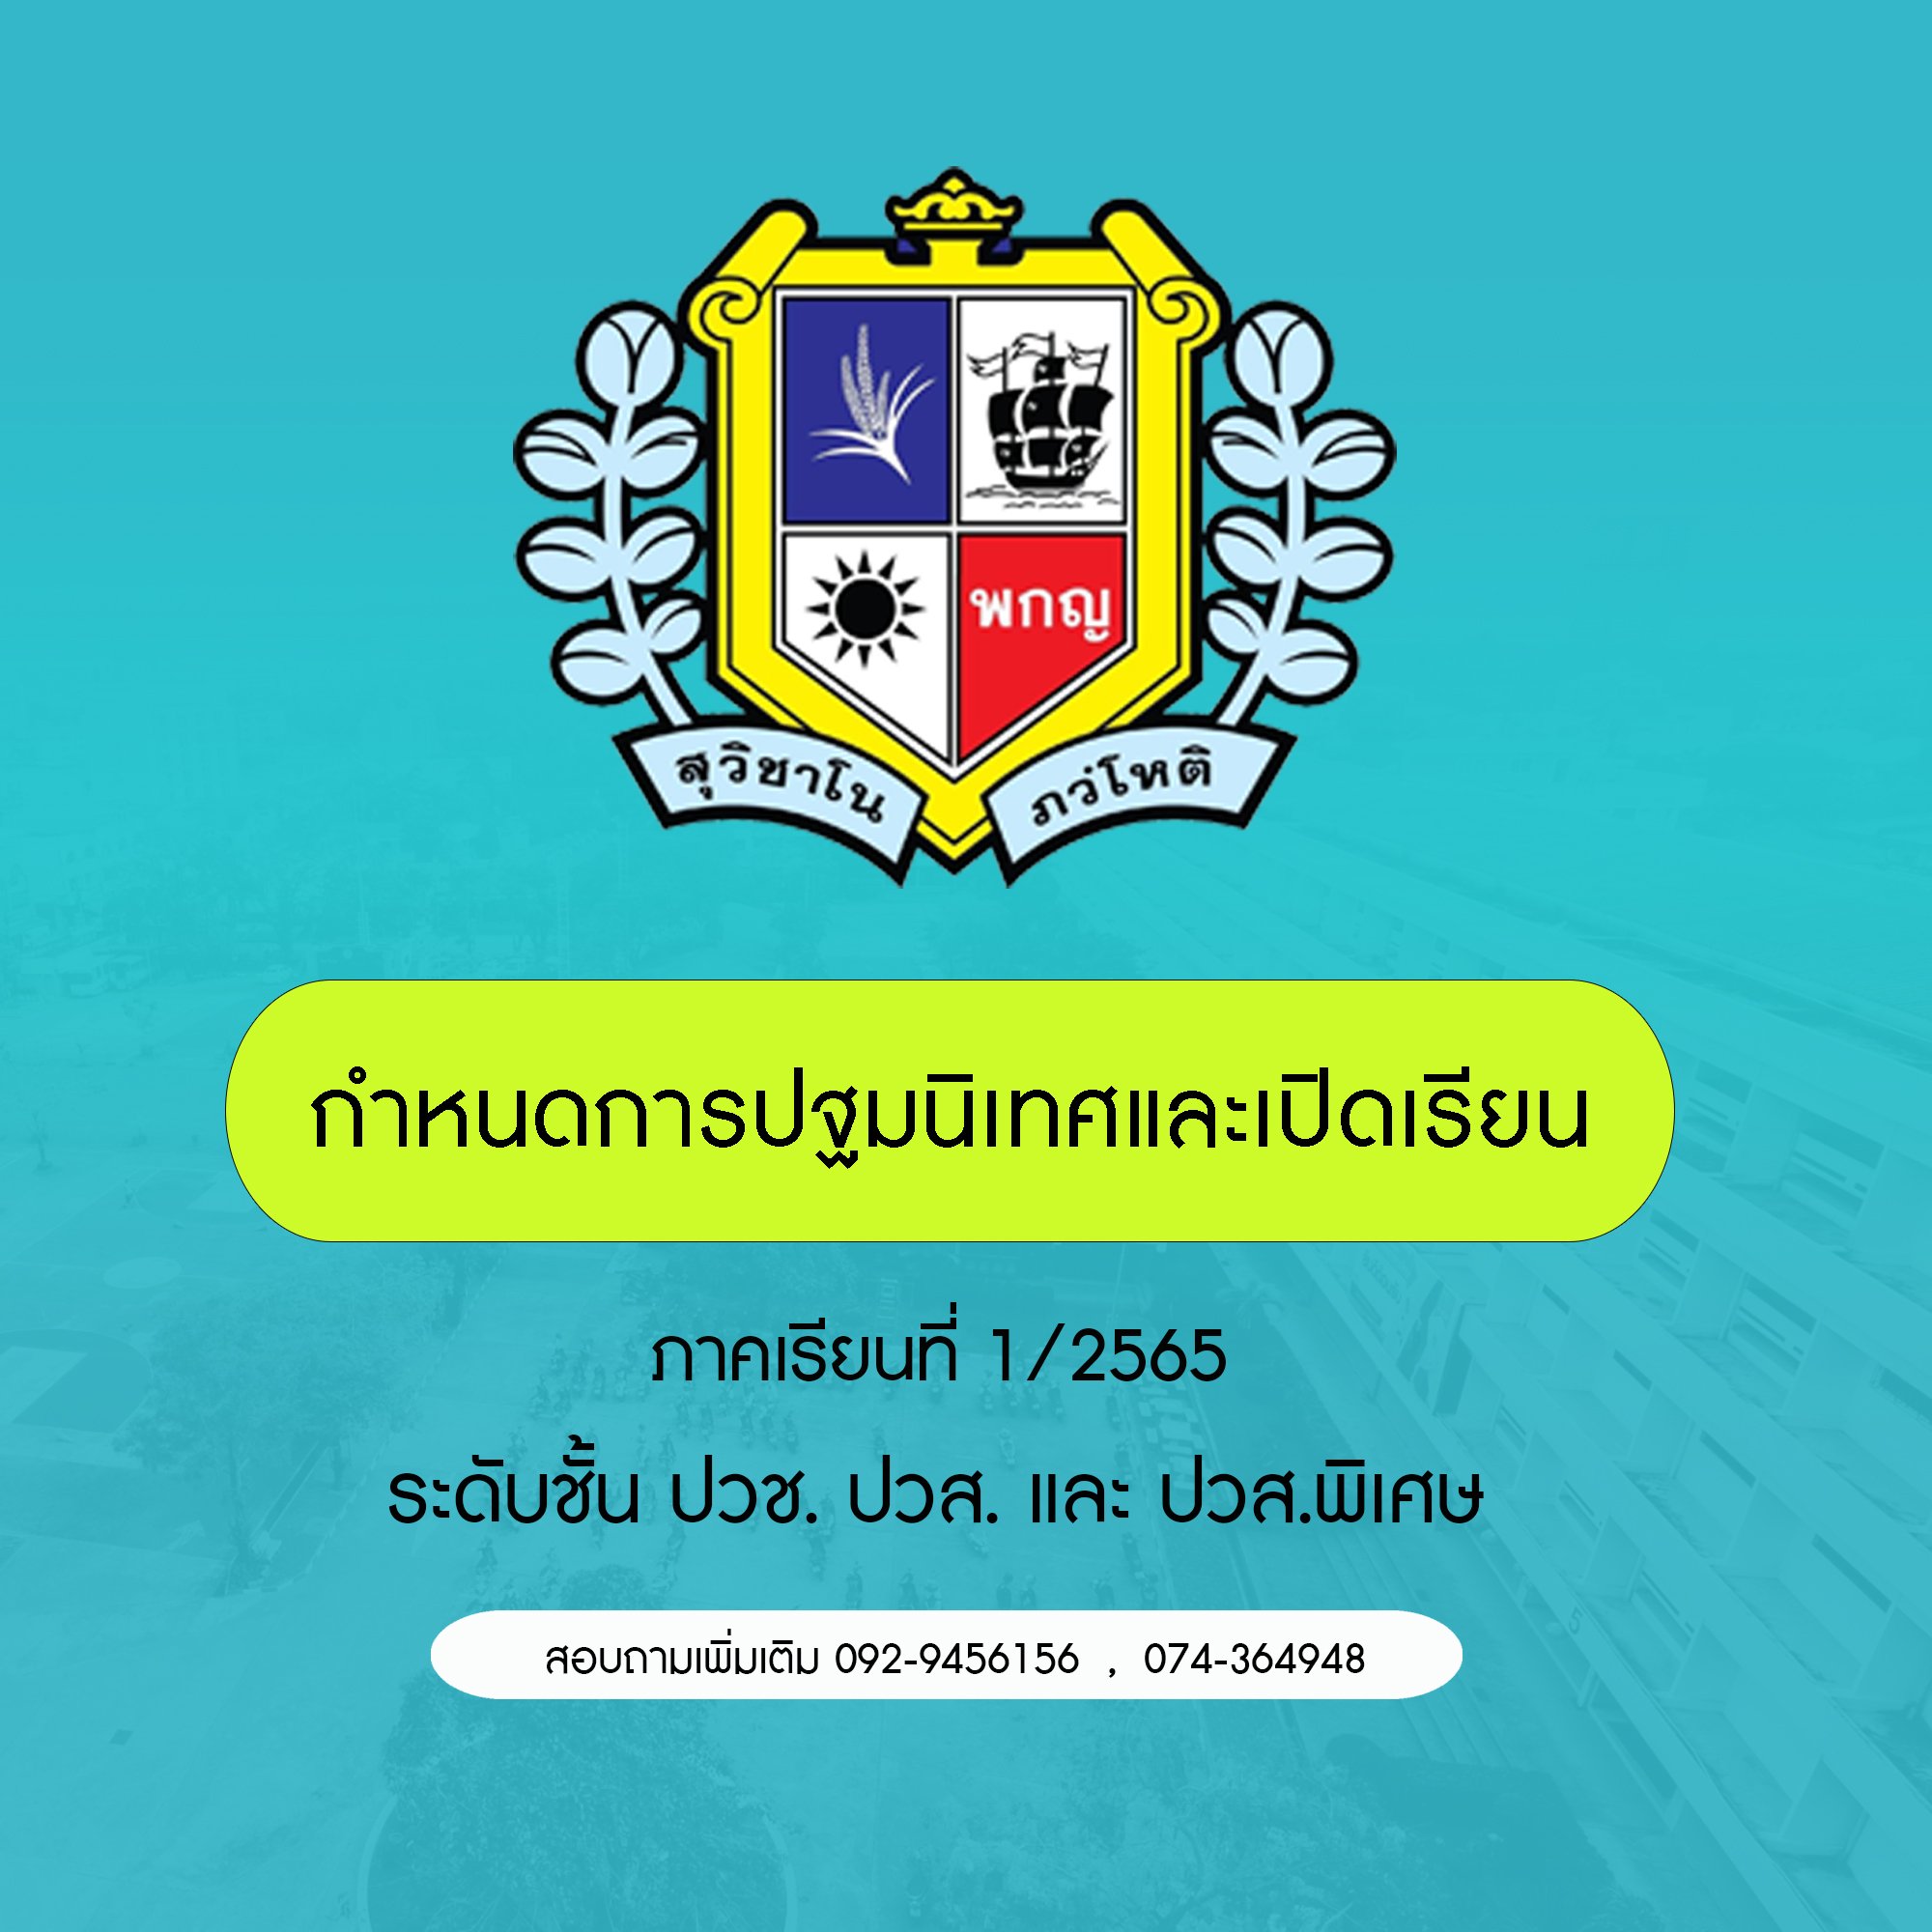 พกญ
สุวิชาโน ภวํโหติ
กำหนดการปฐมนิเทศและเปิดเรียน
ภาคเรียนที่ 1/2565
ระดับชั้น ปวช. ปวส. และ ปวส.พิเศษ
สอบถามเพิ่มเติม 092-9456156 , 074-364948